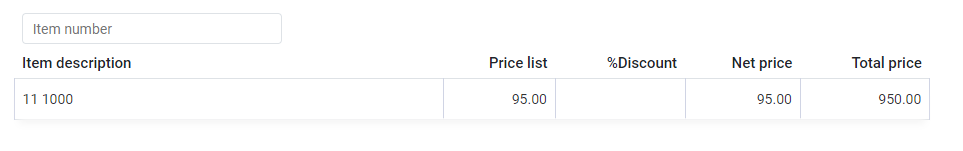 Item number
Item description Price list %Discount Net price Total price
11 1000 95.00 95.00 950.00